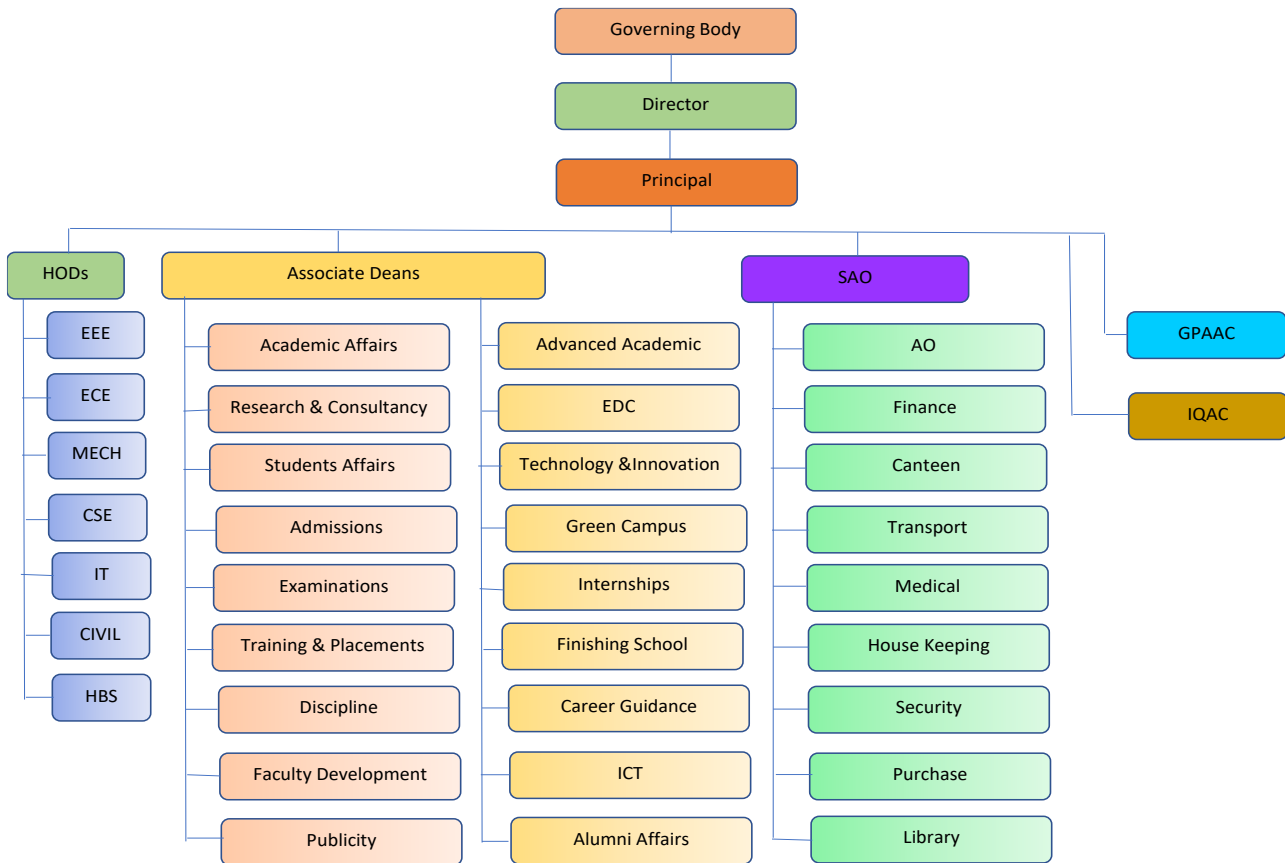 Governing Body
Director
Principal
HODs
Associate Deans
SAO
GPAAC
IQAC
EEE
ECE
MECH
CSE
IT
CIVIL
HBS
Academic Affairs
Research & Consultancy
Students Affairs
Admissions
Examinations
Training & Placements
Discipline
Faculty Development
Publicity
Advanced Academic
EDC
Technology &Innovation
Green Campus
Internships
Finishing School
Career Guidance
ICT
Alumni Affairs
AO
Finance
Canteen
Transport
Medical
House Keeping
Security
Purchase
Library